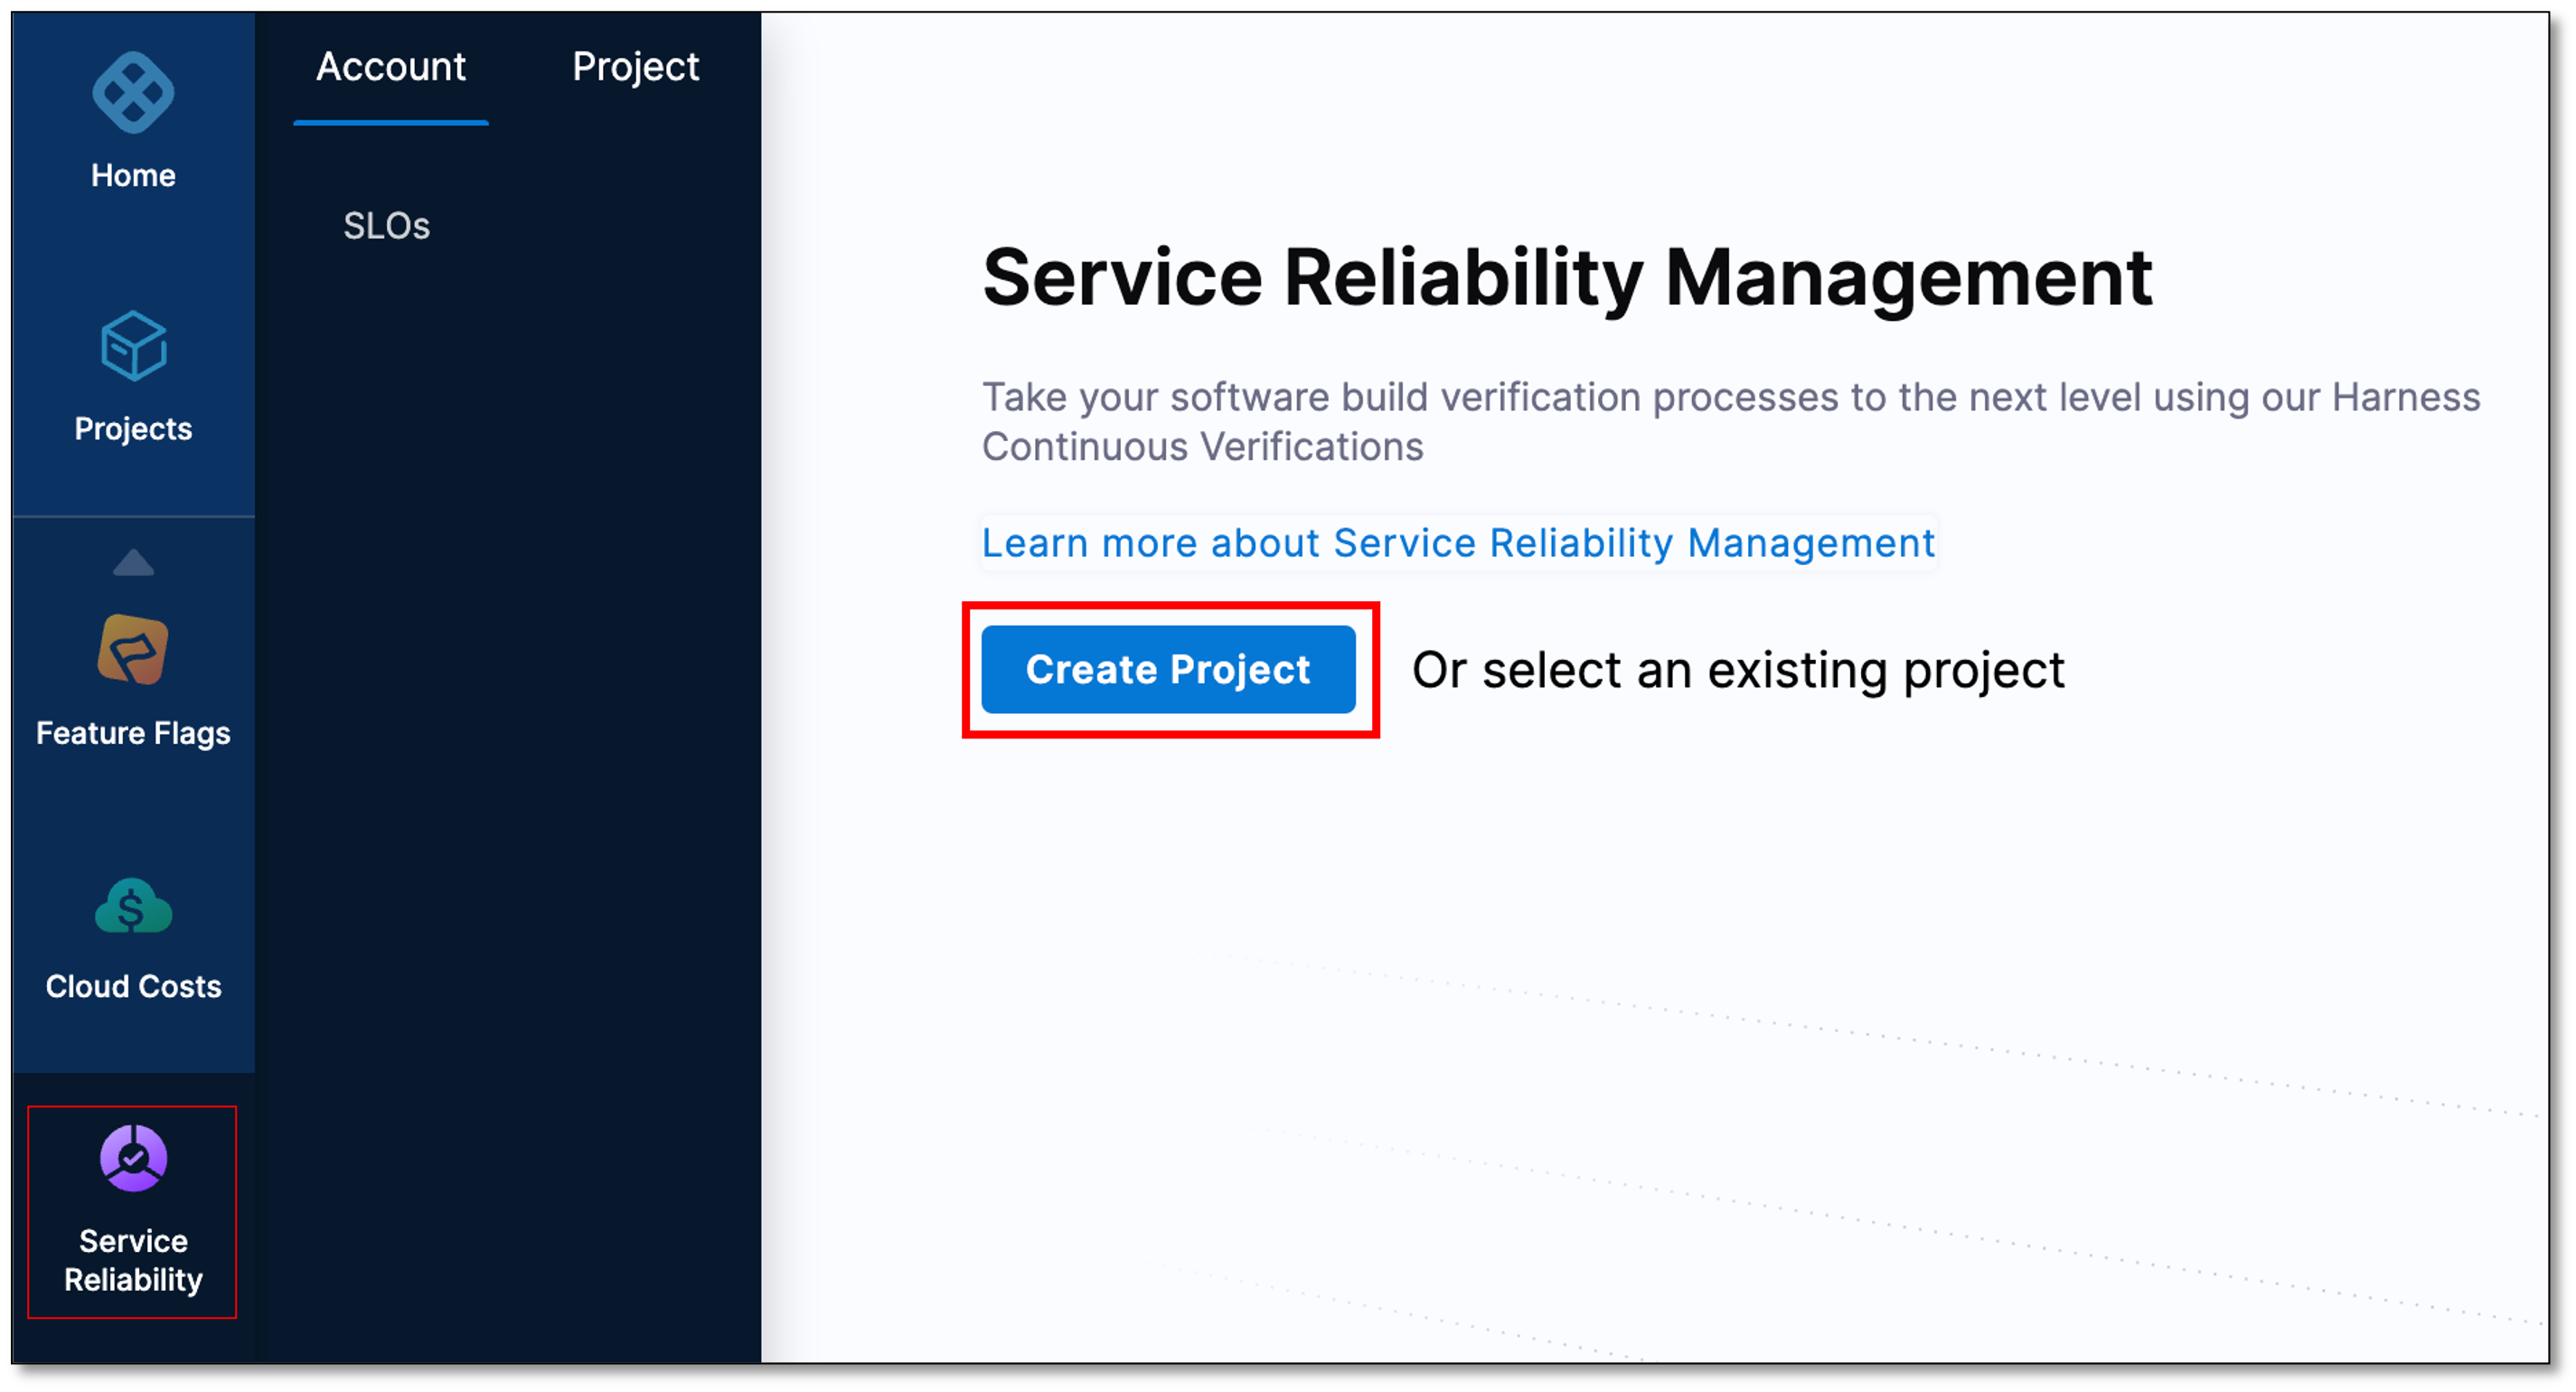 Home
Projects
Feature Flags
Cloud Costs
Service
Reliability
Account
Project
SLOs
Service Reliability Management
Take your software build verification processes to the next level using our Harness
Continuous Verifications
Learn more about Service Reliability Management
Create Project
Or select an existing project